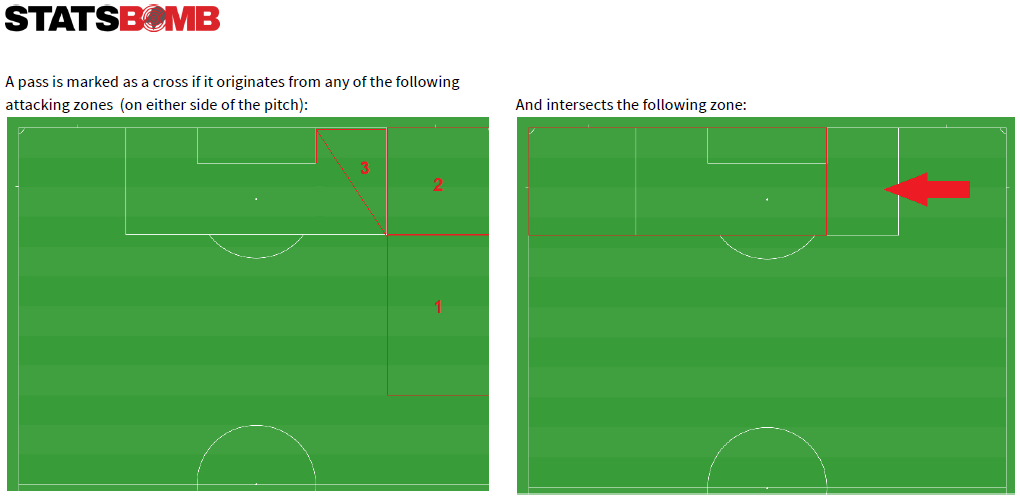 STATSBOMB
A pass is marked as a cross if it originates from any of the following
attacking zones (on either side of the pitch):
And intersects the following zone:
3
2
1